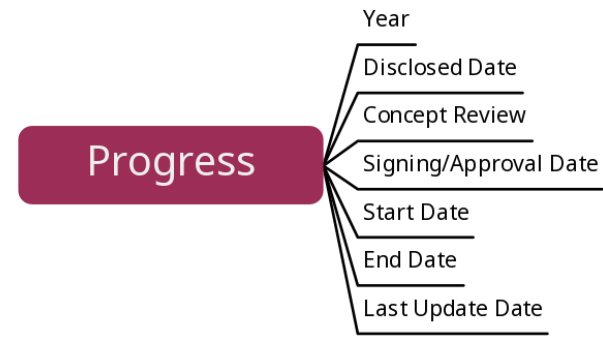 Progress
Year
Disclosed Date
Concept Review
Signing/Approval Date
Start Date
End Date
Last Update Date